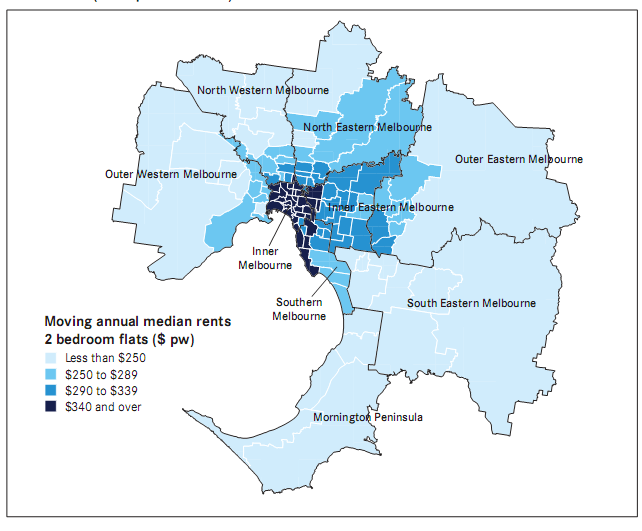 North Western Melbourne
North Eastern Melbourne
Outer Eastern Melbourne
Outer Western Melbourne
Inner Eastern Melbourne
Inner
Melbourne
Southern
Melbourne
South Eastern Melbourne
Moving annual median rents
2 bedroom flats ($ pw)
Less than $250
$250 to $289
$290 to $339
$340 and over
Mornington Peninsula